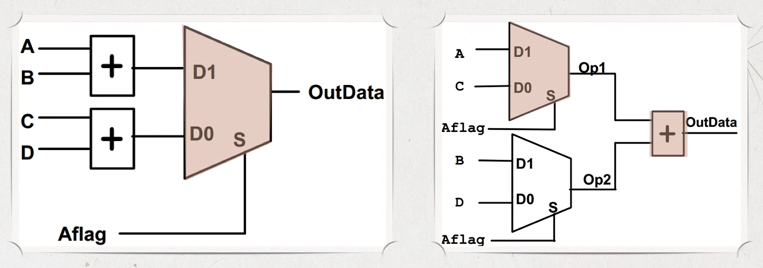 A
B
+
D1
OutData
C
D
+
D0
S
Aflag
A
D1
Op1
C
D0
S
Aflag
+
OutData
B
D1
Op2
D
D0
S
Aflag